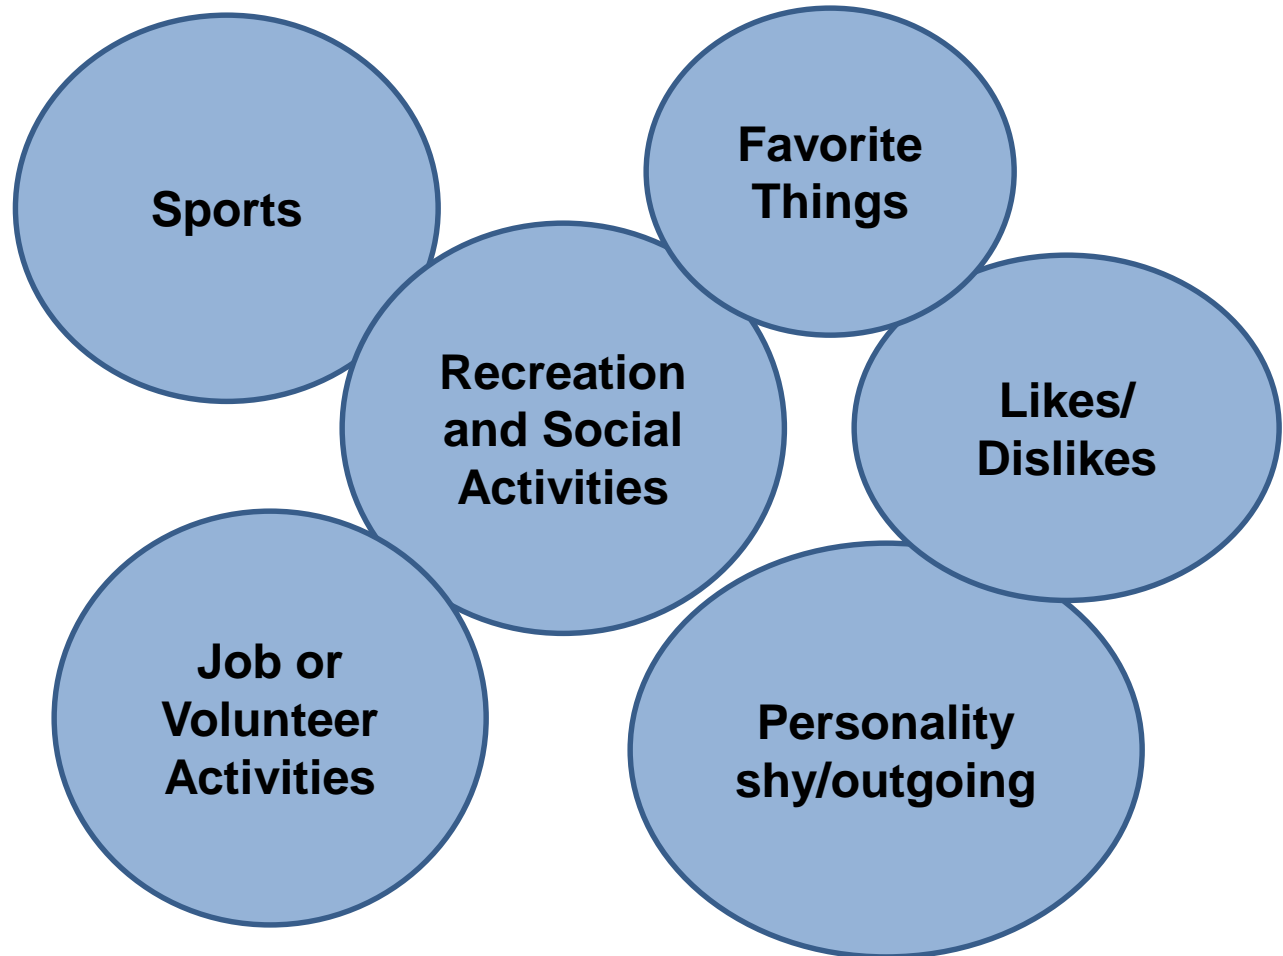 Sports
Favorite
Things
Recreation
and Social
Activities
Likes/
Dislikes
Job or
Volunteer
Activities
Personality
shy/outgoing